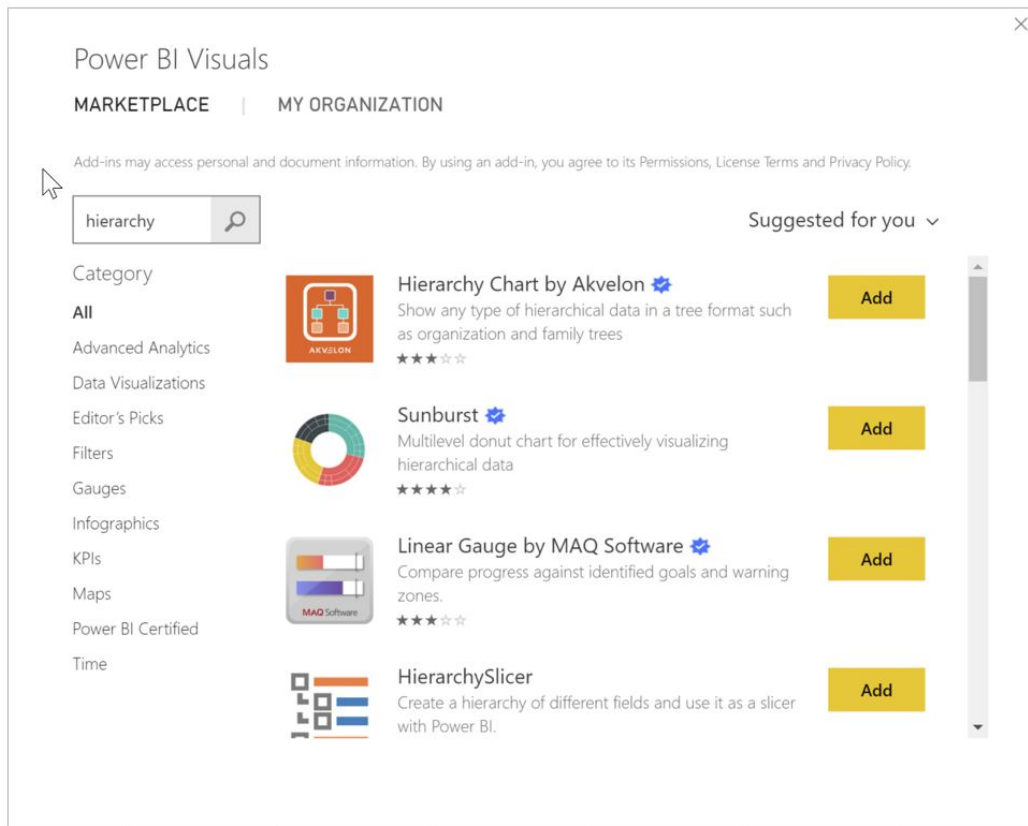 Power BI Visuals
MARKETPLACE | MY ORGANIZATION
Add-ins may access personal and document information. By using an add-in, you agree to its Permissions, License Terms and Privacy Policy.
hierarchy
Suggested for you
Category
All
Advanced Analytics
Data Visualizations
Editor's Picks
Filters
Gauges
Infographics
KPIs
Maps
Power BI Certified
Time
AKVELON
Hierarchy Chart by Akvelon
Show any type of hierarchical data in a tree format such
as organization and family trees
Add
Sunburst
Multilevel donut chart for effectively visualizing
hierarchical data
Add
MAQ Software
Linear Gauge by MAQ Software
Compare progress against identified goals and warning
zones.
Add
HierarchySlicer
Create a hierarchy of different fields and use it as a slicer
with Power BI.
Add